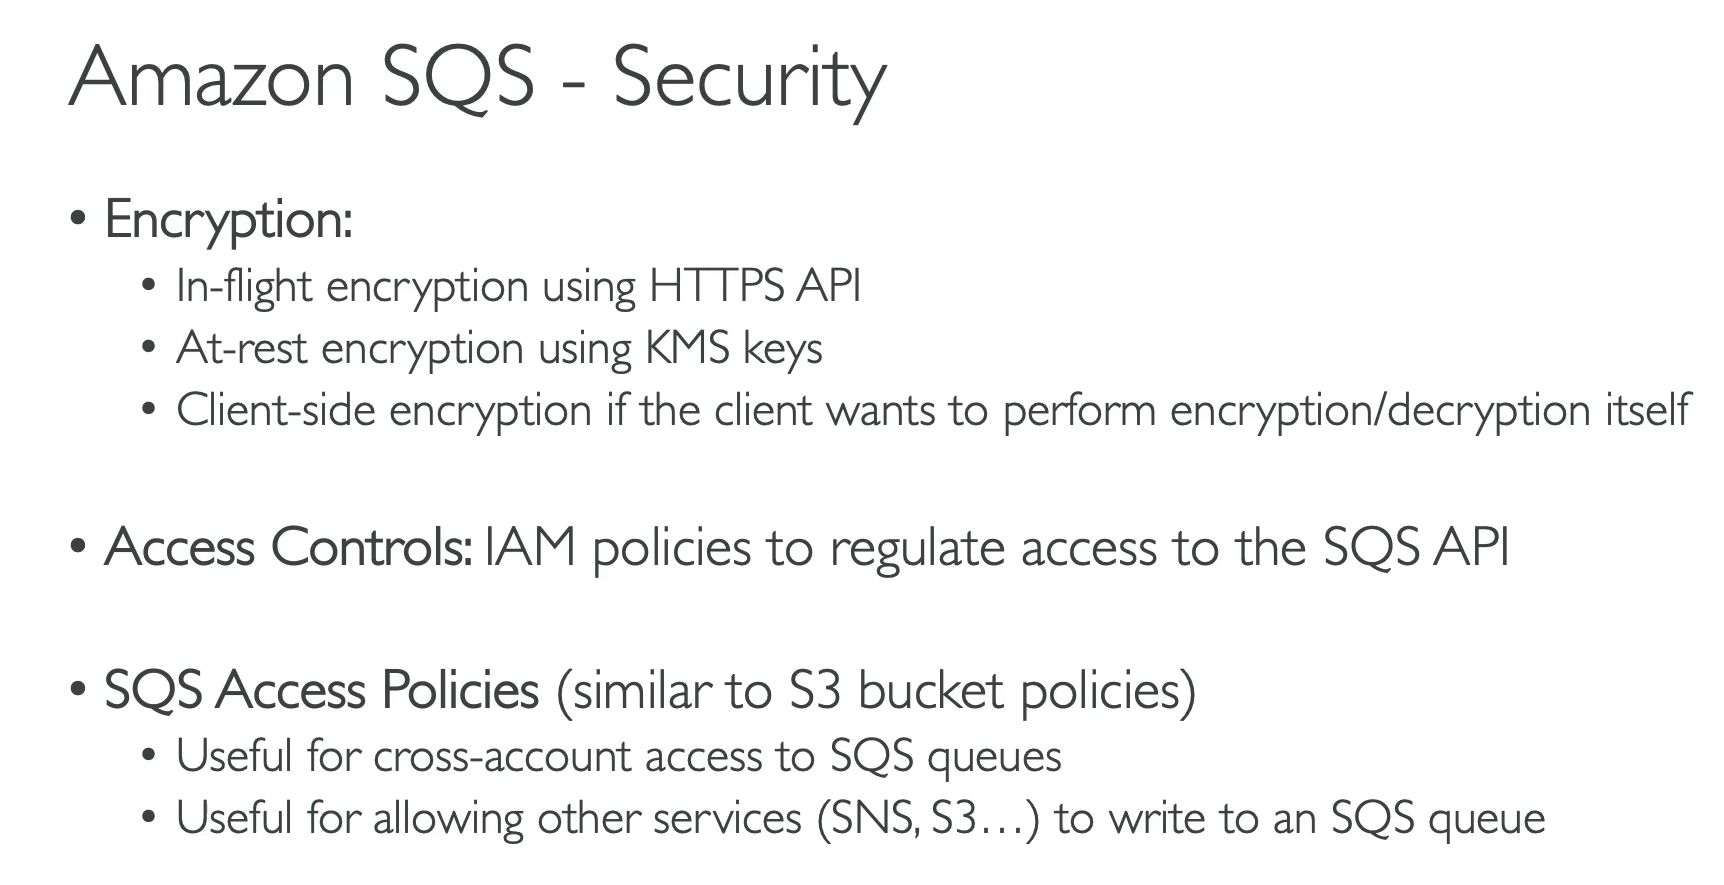 Amazon SQS - Security
• Encryption:
• In-flight encryption using HTTPS API
• At-rest encryption using KMS keys
• Client-side encryption if the client wants to perform encryption/decryption itself
• Access Controls: IAM policies to regulate access to the SQS API
• SQS Access Policies (similar to S3 bucket policies)
• Useful for cross-account access to SQS queues
• Useful for allowing other services (SNS, S3…) to write to an SQS queue